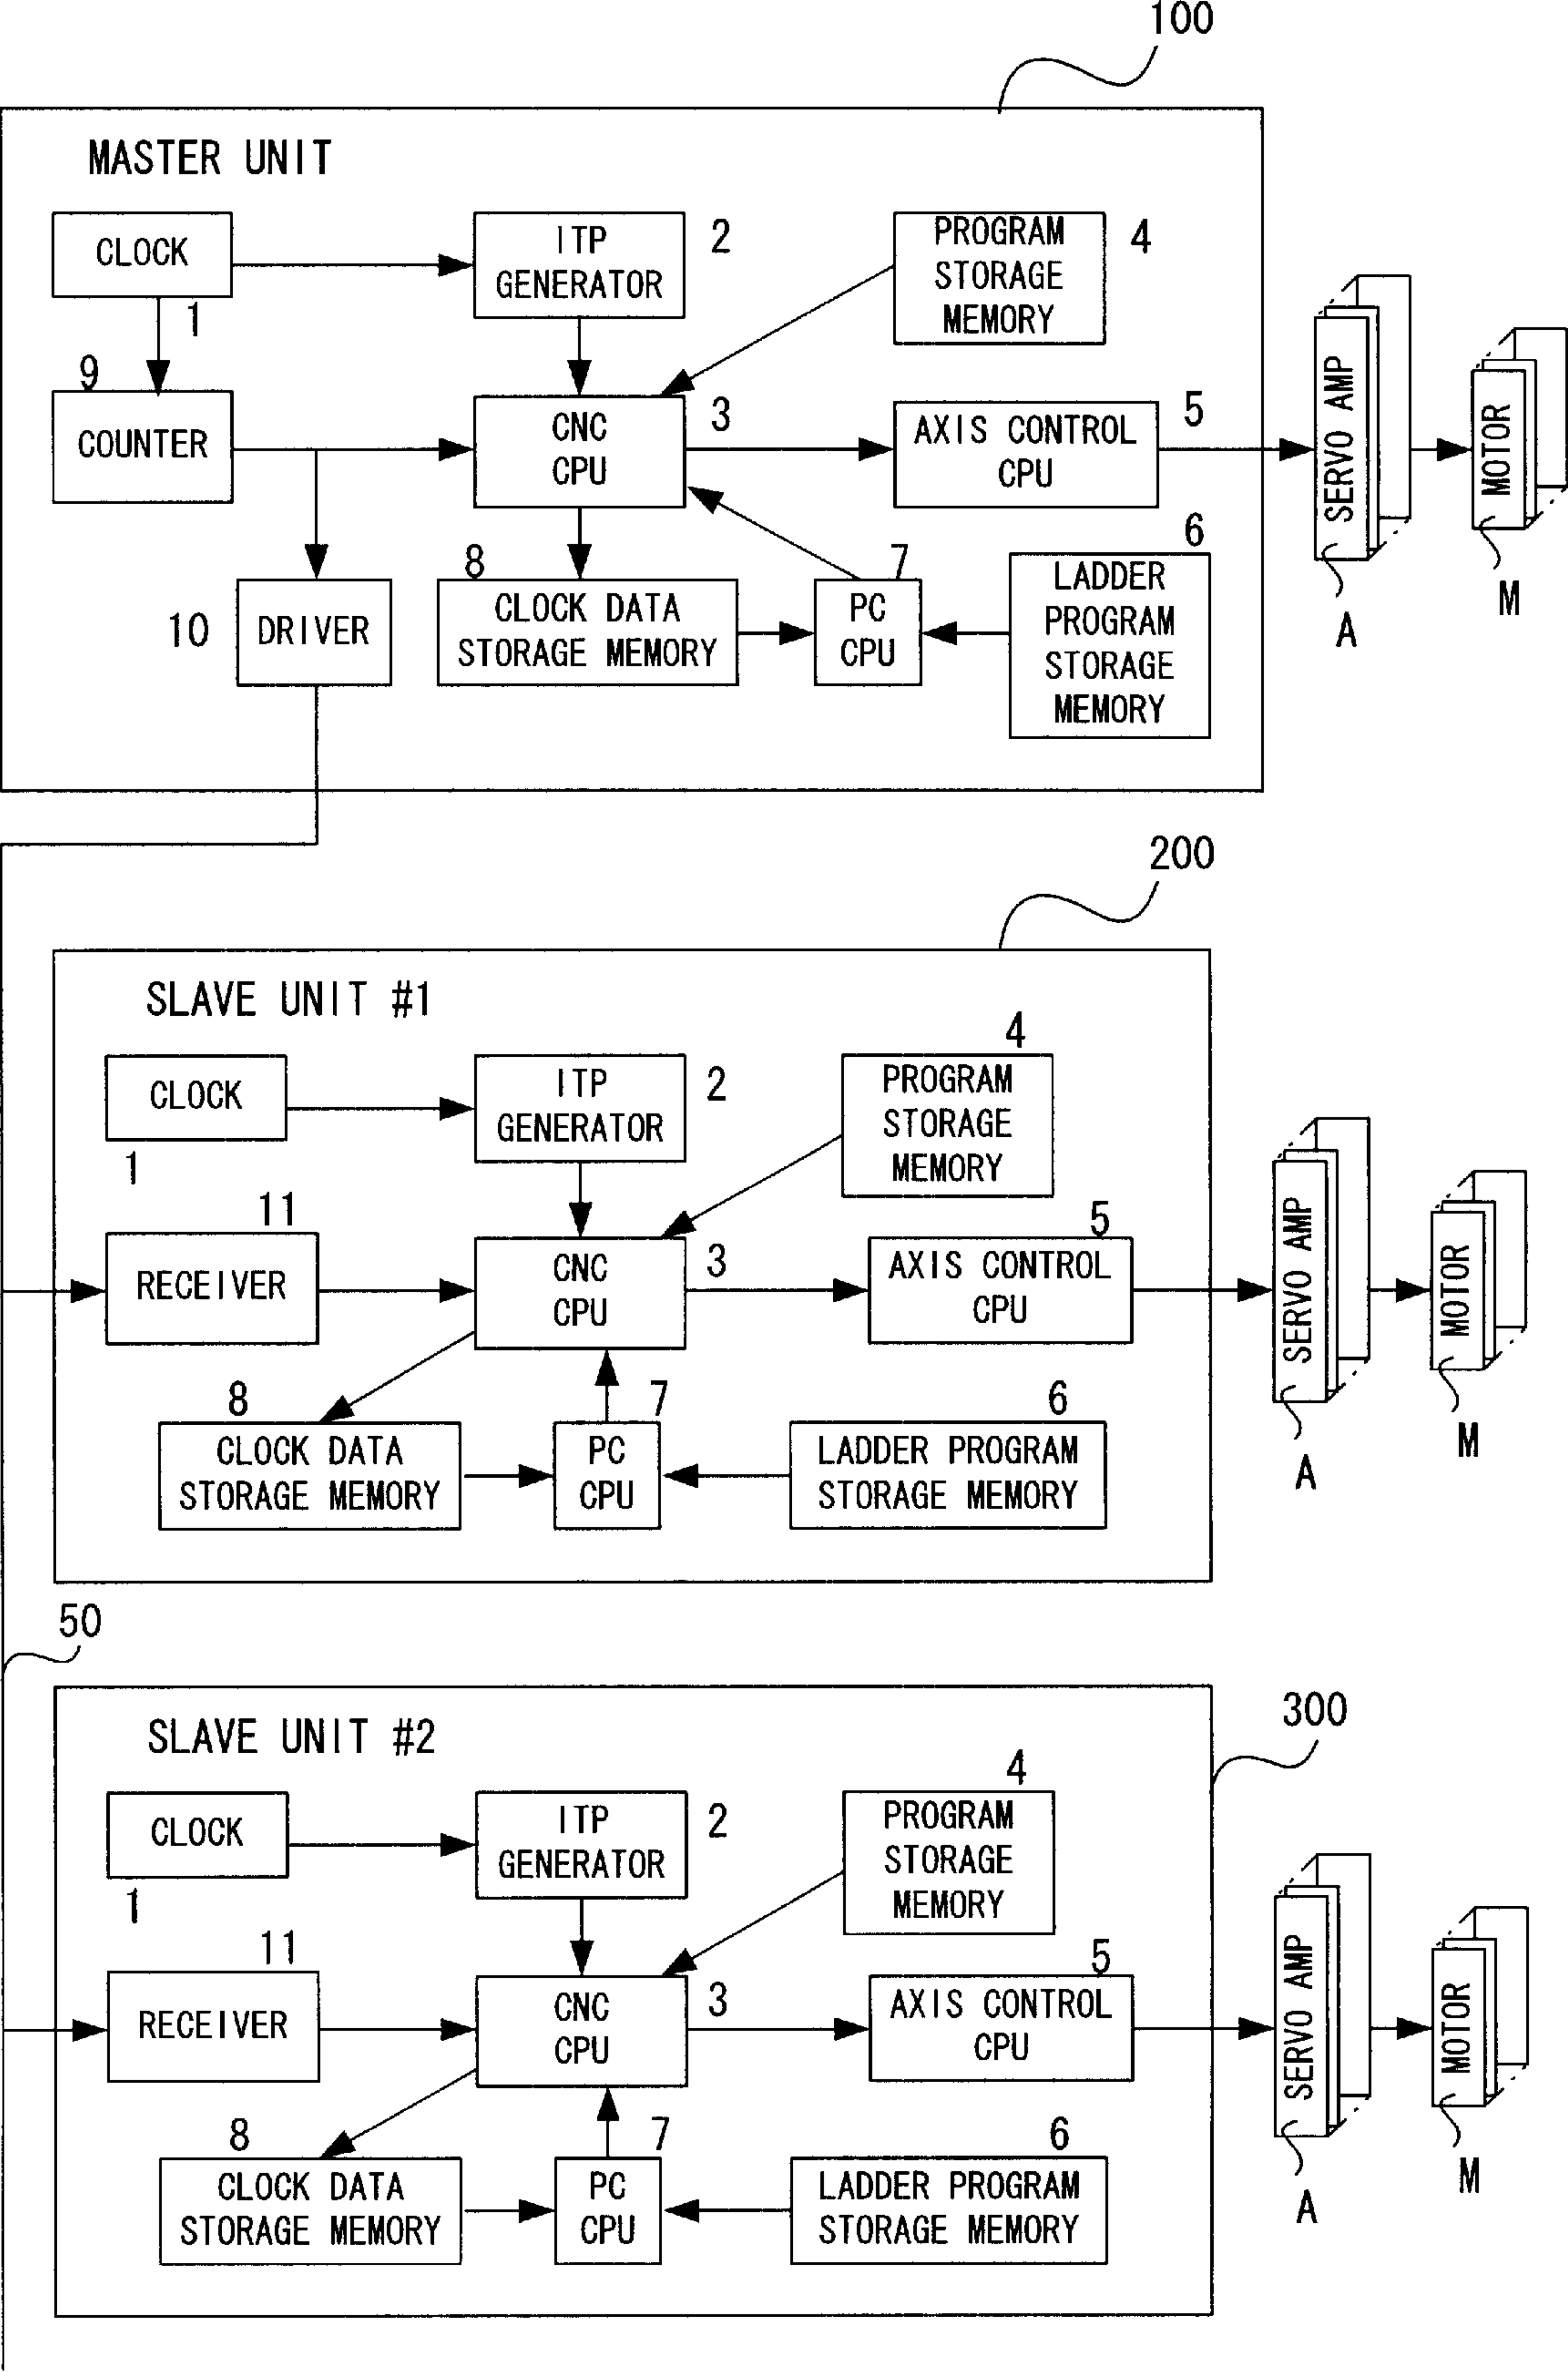 100
MASTER UNIT
CLOCK
1
ITP
GENERATOR
2
PROGRAM
STORAGE
MEMORY
4
9
COUNTER
CNC
CPU
3
AXIS CONTROL
CPU
5
SERVO AMP
A
MOTOR
M
10
DRIVER
8
CLOCK DATA
STORAGE MEMORY
7
PC
CPU
6
LADDER
PROGRAM
STORAGE
MEMORY
200
SLAVE UNIT #1
CLOCK
1
ITP
GENERATOR
2
4
PROGRAM
STORAGE
MEMORY
11
RECEIVER
CNC
CPU
3
5
AXIS CONTROL
CPU
SERVO AMP
A
MOTOR
M
8
CLOCK DATA
STORAGE MEMORY
7
PC
CPU
6
LADDER PROGRAM
STORAGE MEMORY
50
300
SLAVE UNIT #2
CLOCK
1
ITP
GENERATOR
2
4
PROGRAM
STORAGE
MEMORY
11
RECEIVER
CNC
CPU
3
5
AXIS CONTROL
CPU
SERVO AMP
A
MOTOR
M
8
CLOCK DATA
STORAGE MEMORY
7
PC
CPU
6
LADDER PROGRAM
STORAGE MEMORY